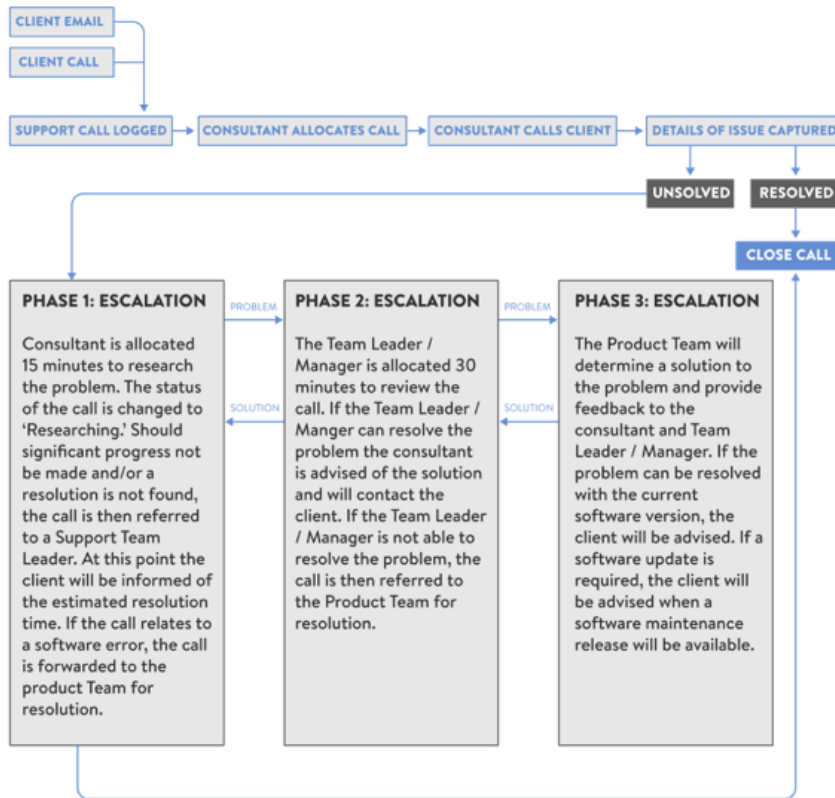 CLIENT EMAIL
CLIENT CALL
SUPPORT CALL LOGGED
CONSULTANT ALLOCATES CALL
CONSULTANT CALLS CLIENT
DETAILS OF ISSUE CAPTURED
UNSOLVED
RESOLVED
CLOSE CALL
PHASE 1: ESCALATION
Consultant is allocated
15 minutes to research
the problem. The status
of the call is changed to
‘Researching.’ Should
significant progress not
be made and/or a
resolution is not found,
the call is then referred
to a Support Team
Leader. At this point the
client will be informed of
the estimated resolution
time. If the call relates to
a software error, the call
is forwarded to the
product Team for
resolution.
PROBLEM
SOLUTION
PHASE 2: ESCALATION
The Team Leader /
Manager is allocated 30
minutes to review the
call. If the Team Leader /
Manger can resolve the
problem the consultant
is advised of the solution
and will contact the
client. If the Team Leader
/ Manager is not able to
resolve the problem, the
call is then referred to
the Product Team for
resolution.
PROBLEM
SOLUTION
PHASE 3: ESCALATION
The Product Team will
determine a solution to
the problem and provide
feedback to the
consultant and Team
Leader / Manager. If the
problem can be resolved
with the current
software version, the
client will be advised. If a
software update is
required, the client will
be advised when a
software maintenance
release will be available.